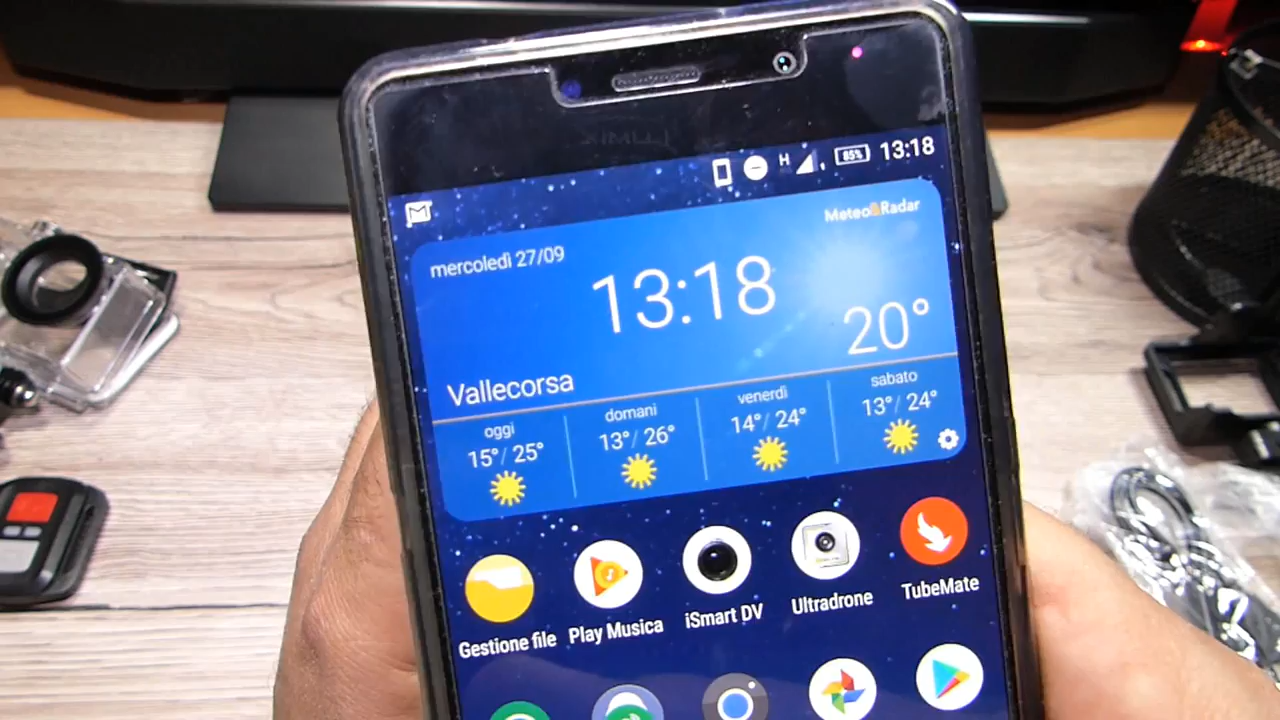 H 85% 13:18
Meteo&Radar
mercoledì 27/09
13:18
20°
Vallecorsa
oggi domani venerdì sabato
15°/ 25° 13°/ 26° 14°/ 24° 13°/ 24°
Gestione file Play Musica iSmart DV Ultradrone TubeMate